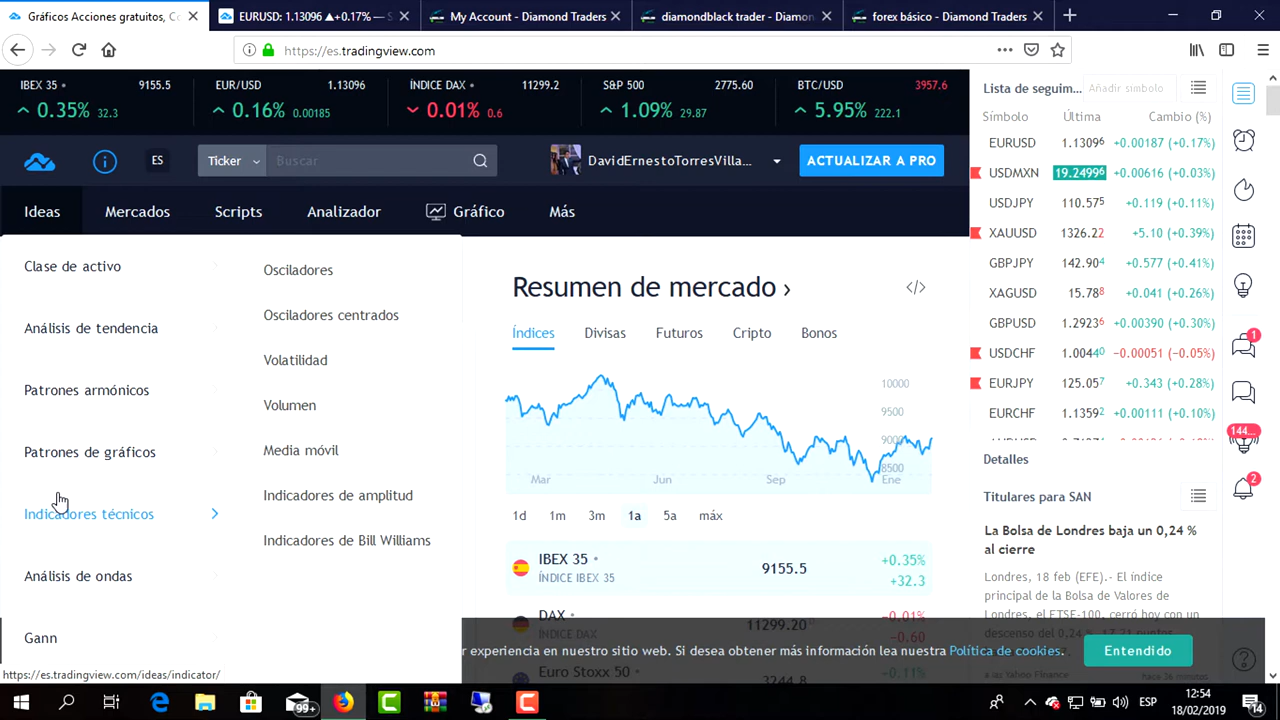 Gráficos Acciones gratuitos, Co
EURUSD: 1.13096 ▲+0.17% — S
My Account - Diamond Traders
diamondblack trader - Diamon
forex básico - Diamond Traders
https://es.tradingview.com
IBEX 35 9155.5
0.35% 32.3
EUR/USD 1.13096
0.16% 0.00185
ÍNDICE DAX 11299.2
0.01% 0.6
S&P 500 2775.60
1.09% 29.87
BTC/USD 3957.6
5.95% 222.1
ES
Ticker
Buscar
DavidErnestoTorresVilla...
ACTUALIZAR A PRO
Ideas
Mercados
Scripts
Analizador
Gráfico
Más
Clase de activo
Análisis de tendencia
Patrones armónicos
Patrones de gráficos
Indicadores técnicos
Análisis de ondas
Gann
Osciladores
Osciladores centrados
Volatilidad
Volumen
Media móvil
Indicadores de amplitud
Indicadores de Bill Williams
Resumen de mercado ›
</>
Índices
Divisas
Futuros
Cripto
Bonos
10000
9500
9000
8500
Mar
Jun
Sep
Ene
1d
1m
3m
1a
5a
máx
IBEX 35
ÍNDICE IBEX 35
9155.5
+0.35%
+32.3
DAX
ÍNDICE DAX
11299.20
−0.01%
−0.60
Euro Stoxx 50
3244.8
−0.11%
r experiencia en nuestro sitio web. Si desea obtener más información lea nuestra Política de cookies.
Entendido
Lista de seguim...
Añadir símbolo
Símbolo Última Cambio (%)
EURUSD 1.13096 +0.00187 (+0.17%)
USDMXN 19.24996 +0.00616 (+0.03%)
USDJPY 110.575 +0.119 (+0.11%)
XAUUSD 1326.22 +5.10 (+0.39%)
GBPJPY 142.904 +0.577 (+0.41%)
XAGUSD 15.788 +0.041 (+0.26%)
GBPUSD 1.29236 +0.00390 (+0.30%)
USDCHF 1.00440 −0.00051 (−0.05%)
EURJPY 125.057 +0.343 (+0.28%)
EURCHF 1.13592 +0.00111 (+0.10%)
Detalles
Titulares para SAN
La Bolsa de Londres baja un 0,24 %
al cierre
Londres, 18 feb (EFE).- El índice
principal de la Bolsa de Valores de
Londres, el FTSE-100, cerró hoy con un
descenso del 0,24 %, 17,21 puntos,
1
144...
2
https://es.tradingview.com/ideas/indicator/
99+
ESP
12:54
18/02/2019
14